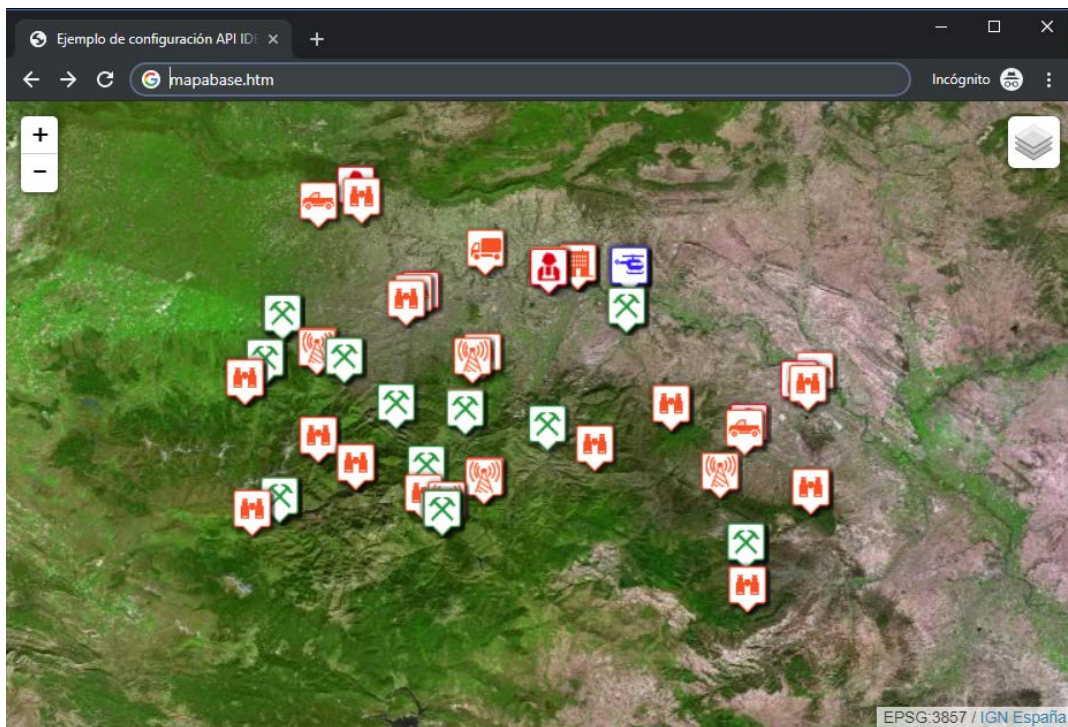 Ejemplo de configuración API IDE
mapabase.htm
Incógnito
+
−
EPSG:3857 / IGN España